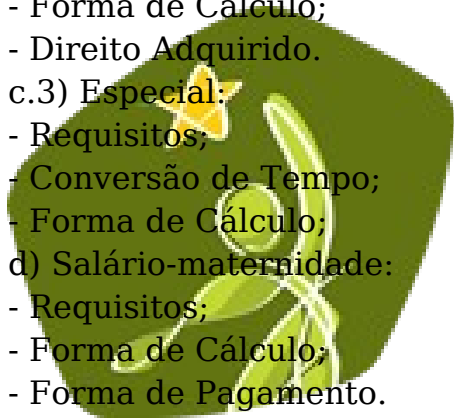 - Forma de Cálculo;
- Direito Adquirido.
c.3) Especial:
- Requisitos;
- Conversão de Tempo;
- Forma de Cálculo;
d) Salário-maternidade:
- Requisitos;
- Forma de Cálculo;
- Forma de Pagamento.